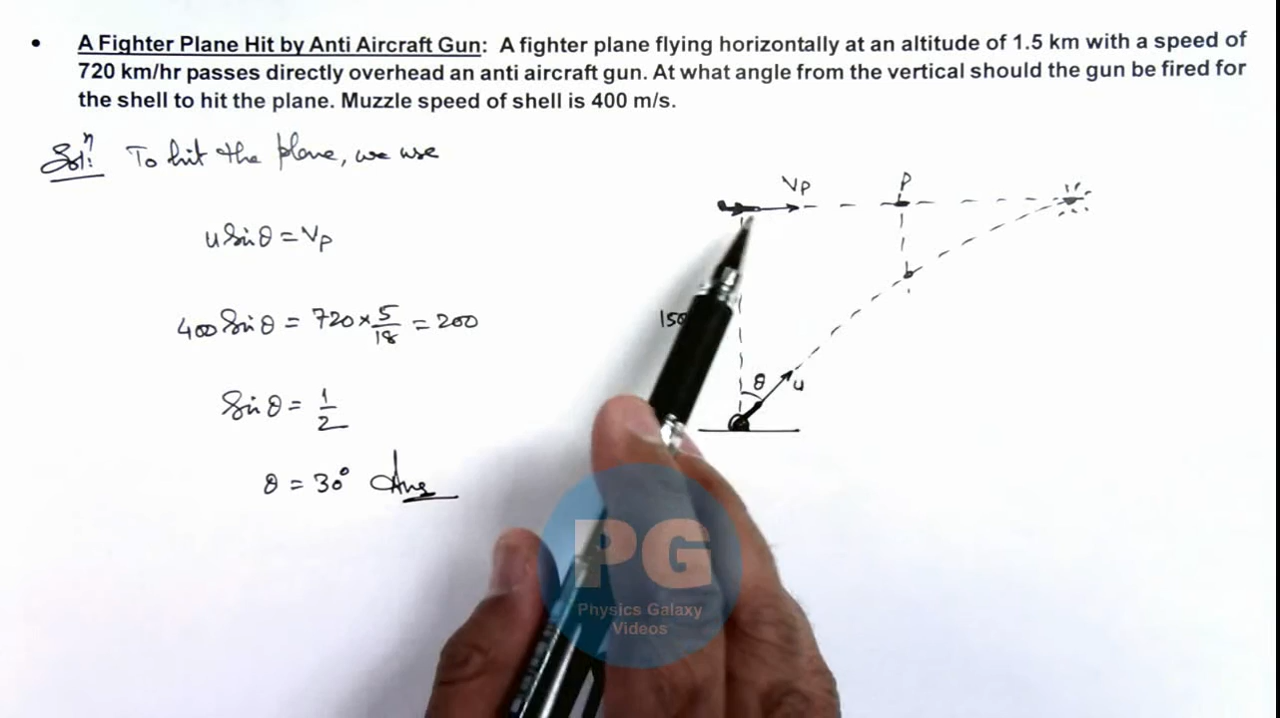 • A Fighter Plane Hit by Anti Aircraft Gun: A fighter plane flying horizontally at an altitude of 1.5 km with a speed of
720 km/hr passes directly overhead an anti aircraft gun. At what angle from the vertical should the gun be fired for
the shell to hit the plane. Muzzle speed of shell is 400 m/s.
Solⁿ: To hit the plane, we use
u Sin θ = VP
400 Sin θ = 720 × 5/18 = 200
Sin θ = 1/2
θ = 30° Ans
VP
P
150
θ
u
PG
Physics Galaxy
Videos